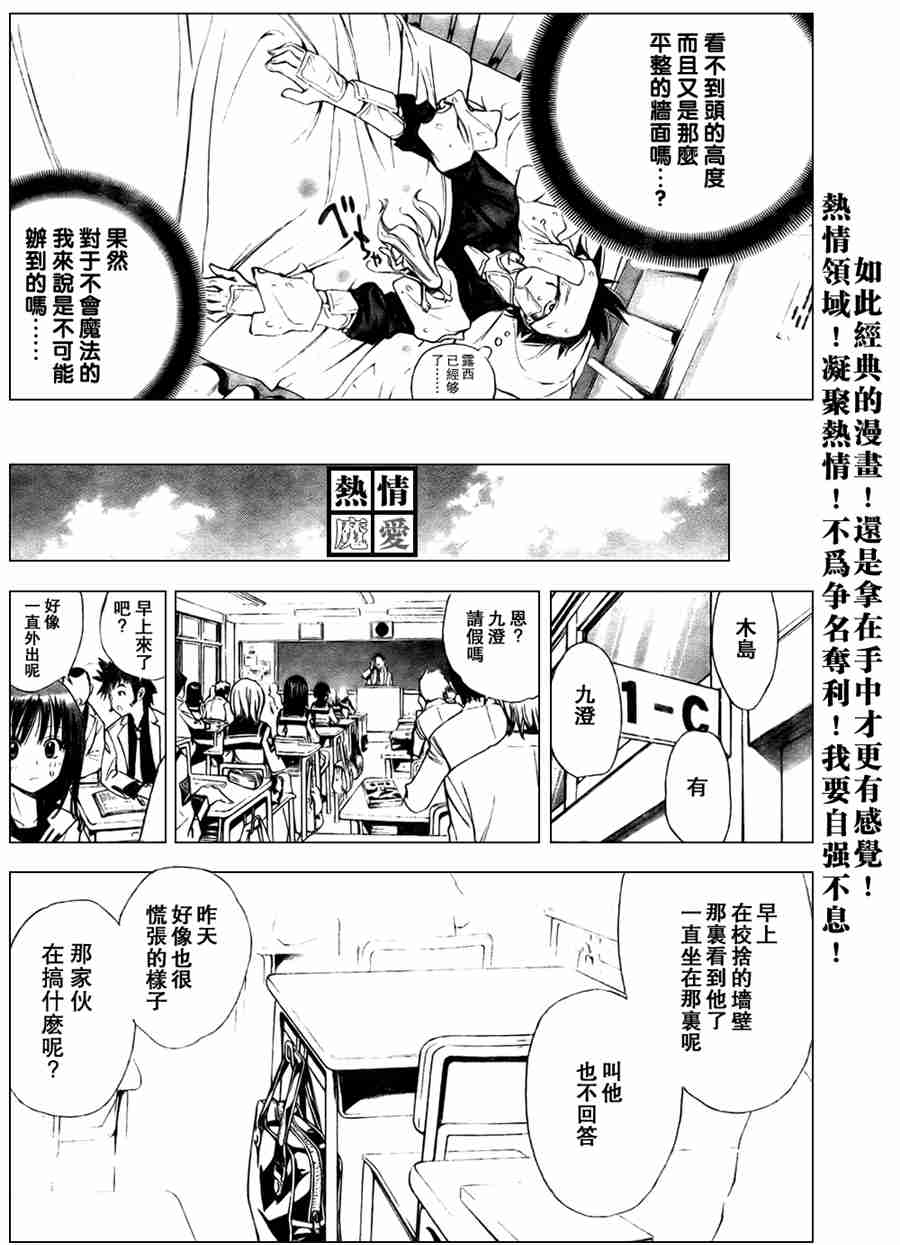 看不到頭的高度
而且又是那麼
平整的牆面嗎…?
果然
對于不會魔法的
我來說是不可能
辦到的嗎……
露西
已經够
了……
熱情
魔愛
木島
1-C
有
九澄
恩?
九澄
請假嗎
早上來了
吧?
好像
一直外出呢
早上
在校捨的墙壁
那裏看到他了
一直坐在那裏呢
叫他
也不回答
昨天
好像也很
慌張的樣子
那家伙
在搞什麽呢?
如此經典的漫畫!還是拿在手中才更有感覺!
熱情領域!凝聚熱情!不爲争名奪利!我要自强不息!